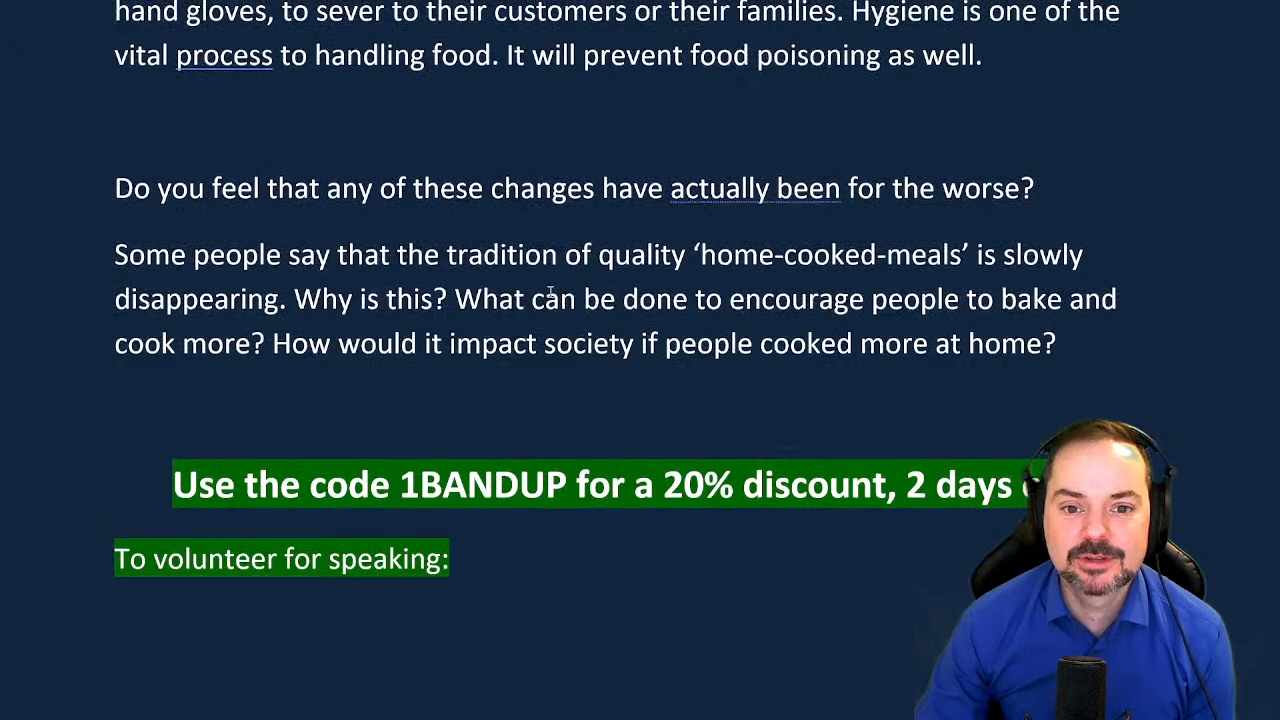 hand gloves, to sever to their customers or their families. Hygiene is one of the
vital process to handling food. It will prevent food poisoning as well.
Do you feel that any of these changes have actually been for the worse?
Some people say that the tradition of quality ‘home-cooked-meals’ is slowly
disappearing. Why is this? What can be done to encourage people to bake and
cook more? How would it impact society if people cooked more at home?
Use the code 1BANDUP for a 20% discount, 2 days
To volunteer for speaking: